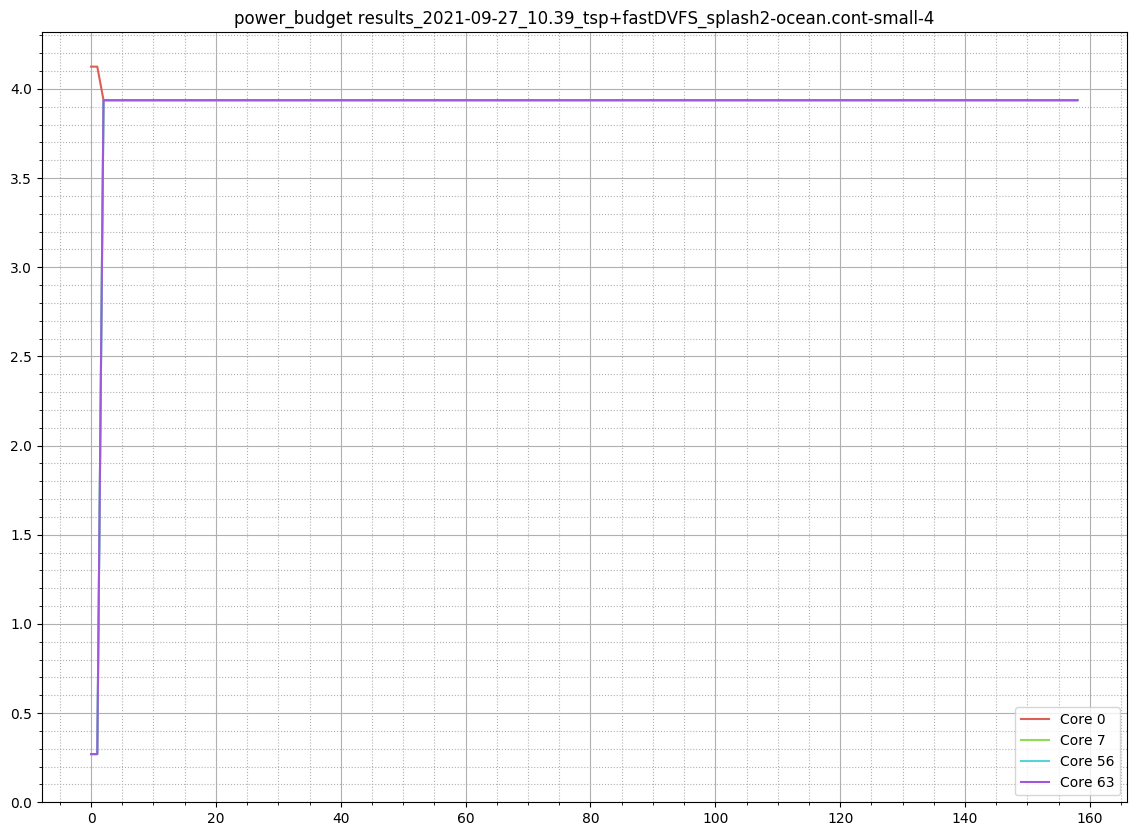 power_budget results_2021-09-27_10.39_tsp+fastDVFS_splash2-ocean.cont-small-4
4.0
3.5
3.0
2.5
2.0
1.5
1.0
0.5
0.0
0 20 40 60 80 100 120 140 160
Core 0
Core 7
Core 56
Core 63